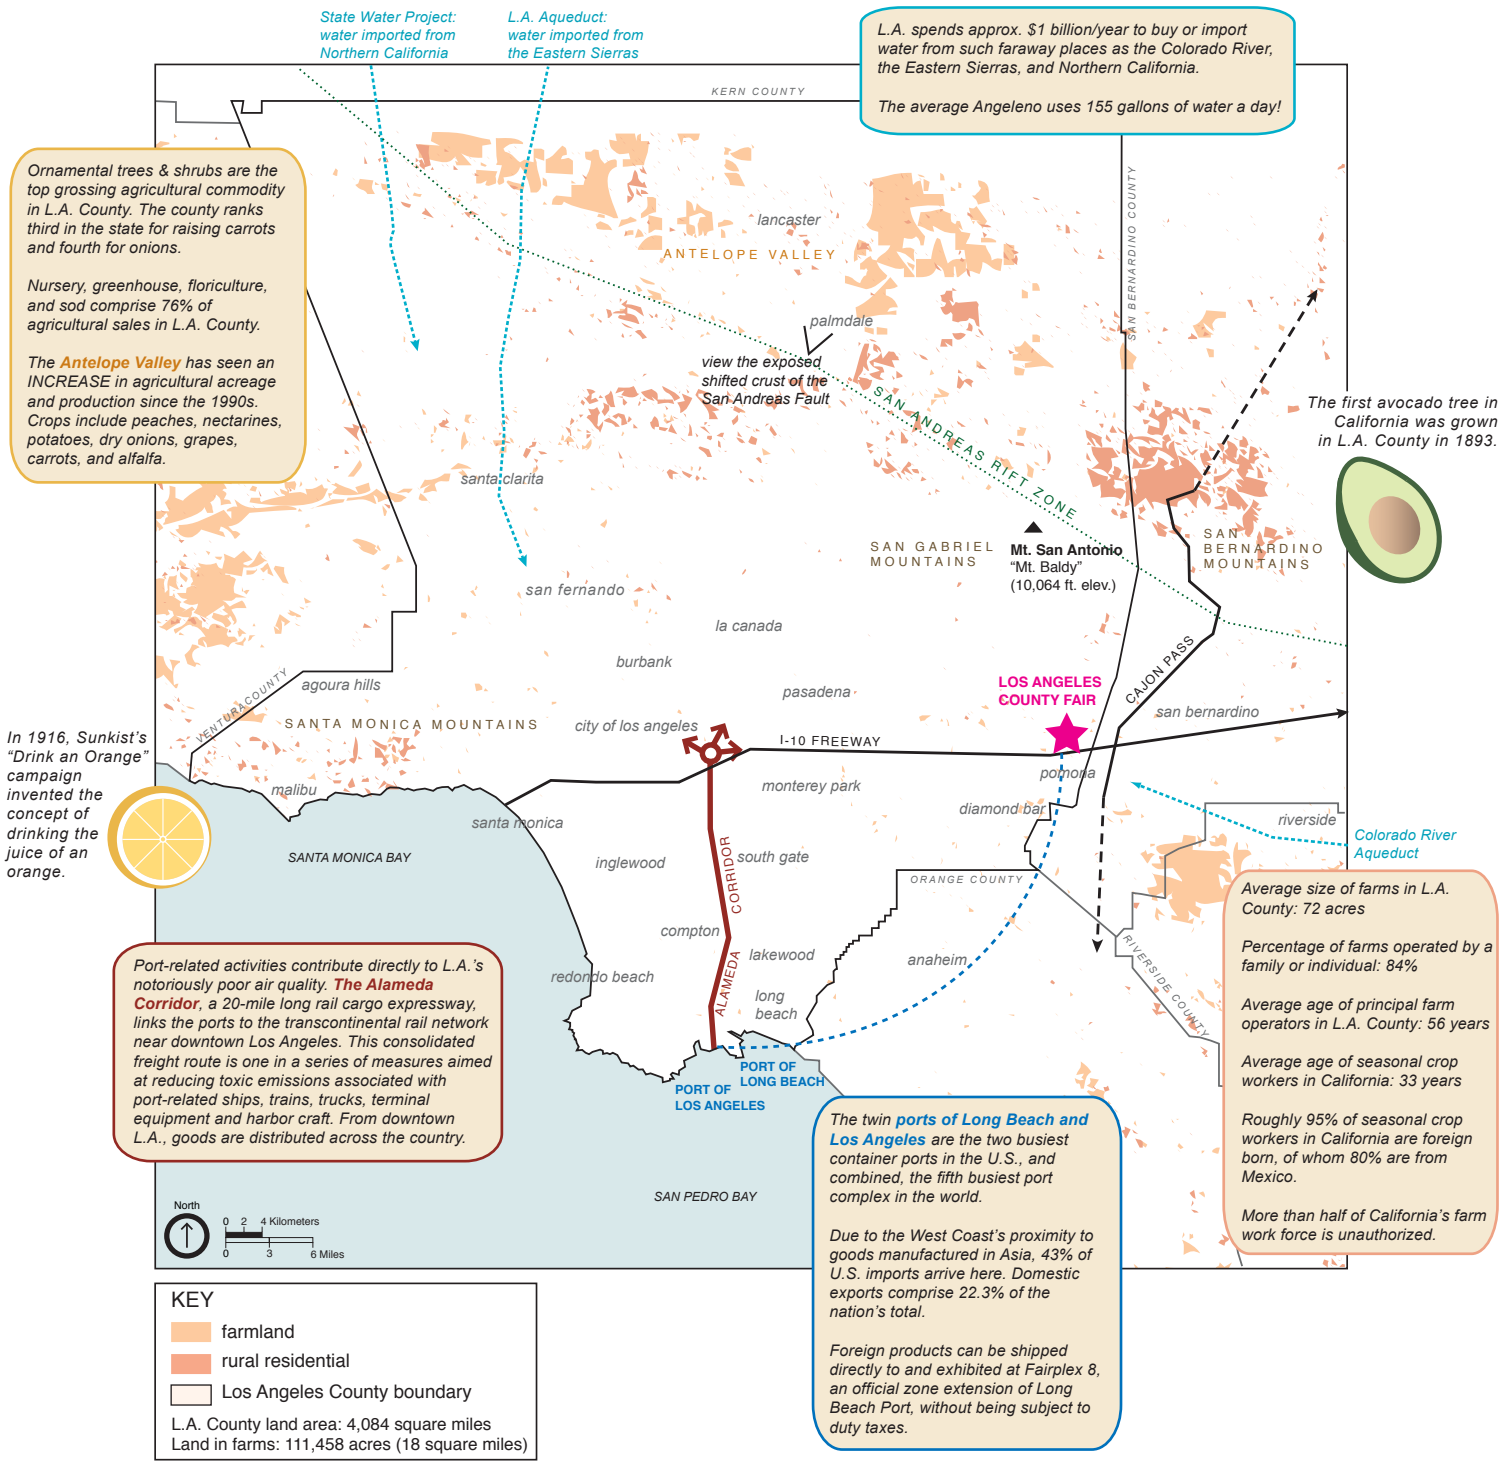 State Water Project:
water imported from
Northern California
L.A. Aqueduct:
water imported from
the Eastern Sierras
L.A. spends approx. $1 billion/year to buy or import
water from such faraway places as the Colorado River,
the Eastern Sierras, and Northern California.
The average Angeleno uses 155 gallons of water a day!
KERN COUNTY
Ornamental trees & shrubs are the
top grossing agricultural commodity
in L.A. County. The county ranks
third in the state for raising carrots
and fourth for onions.
Nursery, greenhouse, floriculture,
and sod comprise 76% of
agricultural sales in L.A. County.
The Antelope Valley has seen an
INCREASE in agricultural acreage
and production since the 1990s.
Crops include peaches, nectarines,
potatoes, dry onions, grapes,
carrots, and alfalfa.
lancaster
ANTELOPE VALLEY
SAN BERNARDINO COUNTY
palmdale
view the exposed
shifted crust of the
San Andreas Fault
SAN ANDREAS RIFT ZONE
The first avocado tree in
California was grown
in L.A. County in 1893.
santa clarita
SAN GABRIEL
MOUNTAINS
Mt. San Antonio
“Mt. Baldy”
(10,064 ft. elev.)
SAN
BERNARDINO
MOUNTAINS
san fernando
la canada
burbank
CAJON PASS
VENTURA COUNTY
agoura hills
pasadena
LOS ANGELES
COUNTY FAIR
san bernardino
SANTA MONICA MOUNTAINS
city of los angeles
I-10 FREEWAY
In 1916, Sunkist’s
“Drink an Orange”
campaign
invented the
concept of
drinking the
juice of an
orange.
malibu
monterey park
pomona
diamond bar
santa monica
riverside
Colorado River
Aqueduct
SANTA MONICA BAY
inglewood
south gate
ALAMEDA CORRIDOR
ORANGE COUNTY
compton
lakewood
anaheim
RIVERSIDE COUNTY
redondo beach
long
beach
Average size of farms in L.A.
County: 72 acres
Percentage of farms operated by a
family or individual: 84%
Average age of principal farm
operators in L.A. County: 56 years
Average age of seasonal crop
workers in California: 33 years
Roughly 95% of seasonal crop
workers in California are foreign
born, of whom 80% are from
Mexico.
More than half of California’s farm
work force is unauthorized.
Port-related activities contribute directly to L.A.’s
notoriously poor air quality. The Alameda
Corridor, a 20-mile long rail cargo expressway,
links the ports to the transcontinental rail network
near downtown Los Angeles. This consolidated
freight route is one in a series of measures aimed
at reducing toxic emissions associated with
port-related ships, trains, trucks, terminal
equipment and harbor craft. From downtown
L.A., goods are distributed across the country.
PORT OF
LONG BEACH
PORT OF
LOS ANGELES
The twin ports of Long Beach and
Los Angeles are the two busiest
container ports in the U.S., and
combined, the fifth busiest port
complex in the world.
Due to the West Coast’s proximity to
goods manufactured in Asia, 43% of
U.S. imports arrive here. Domestic
exports comprise 22.3% of the
nation’s total.
Foreign products can be shipped
directly to and exhibited at Fairplex 8,
an official zone extension of Long
Beach Port, without being subject to
duty taxes.
SAN PEDRO BAY
North
0 2 4 Kilometers
0 3 6 Miles
KEY
farmland
rural residential
Los Angeles County boundary
L.A. County land area: 4,084 square miles
Land in farms: 111,458 acres (18 square miles)